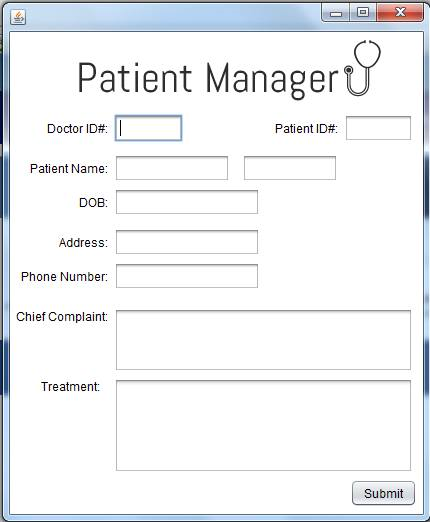 Patient Manager
Doctor ID#: Patient ID#:
Patient Name:
DOB:
Address:
Phone Number:
Chief Complaint:
Treatment:
Submit